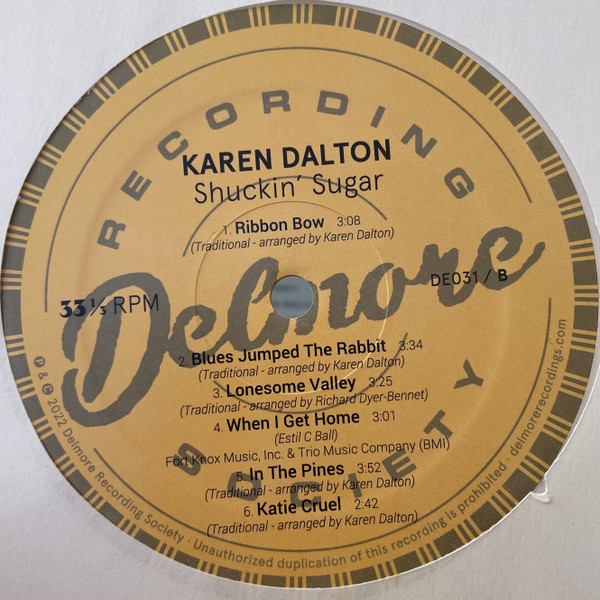 RECORDING
KAREN DALTON
Shuckin' Sugar
1. Ribbon Bow 3:08
(Traditional - arranged by Karen Dalton)
Delmore
DE031 / B
33 ⅓ RPM
2. Blues Jumped The Rabbit 3:34
(Traditional - arranged by Karen Dalton)
3. Lonesome Valley 3:25
(Traditional - arranged by Richard Dyer-Bennet)
4. When I Get Home 3:01
(Estil C Ball)
Fort Knox Music, Inc. & Trio Music Company (BMI)
5. In The Pines 3:52
(Traditional - arranged by Karen Dalton)
6. Katie Cruel 2:42
(Traditional - arranged by Karen Dalton)
SOCIETY
℗ & © 2022 Delmore Recording Society · Unauthorized duplication of this recording is prohibited · delmorerecordings.com